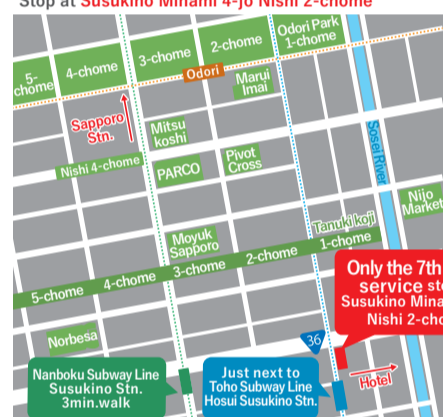 Stop at Susukino Minami 4-jo Nishi 2-chome
Odori Park
1-chome
2-chome
3-chome
4-chome
5-
chome
Odori
Marui
Imai
Sapporo
Stn.
Mitsu
koshi
Sosei River
Nishi 4-chome
PARCO
Pivot
Cross
Nijo
Market
Tanuki koji
1-chome
2-chome
Moyuk
Sapporo
3-chome
4-chome
5-chome
Only the 7th
service
Susukino
Nishi
36
Norbesa
Hotel
Nanboku Subway Line
Susukino Stn.
3min.walk
Just next to
Toho Subway Line
Hosui Susukino Stn.